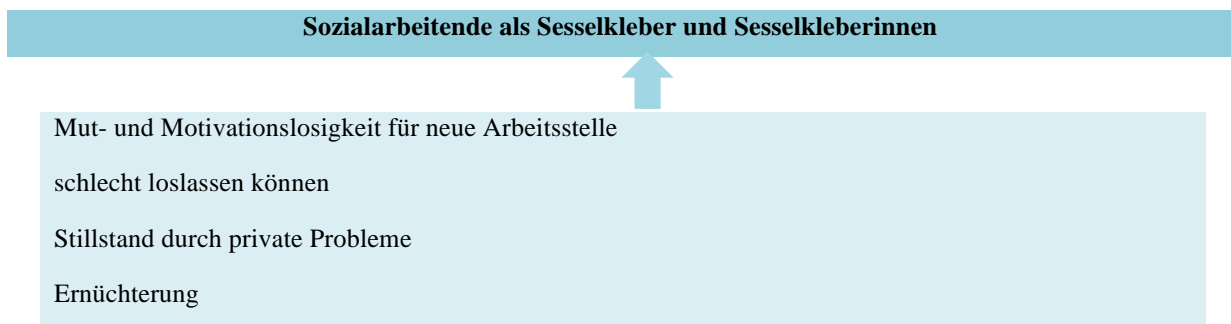 Sozialarbeitende als Sesselkleber und Sesselkleberinnen
Mut- und Motivationslosigkeit für neue Arbeitsstelle
schlecht loslassen können
Stillstand durch private Probleme
Ernüchterung